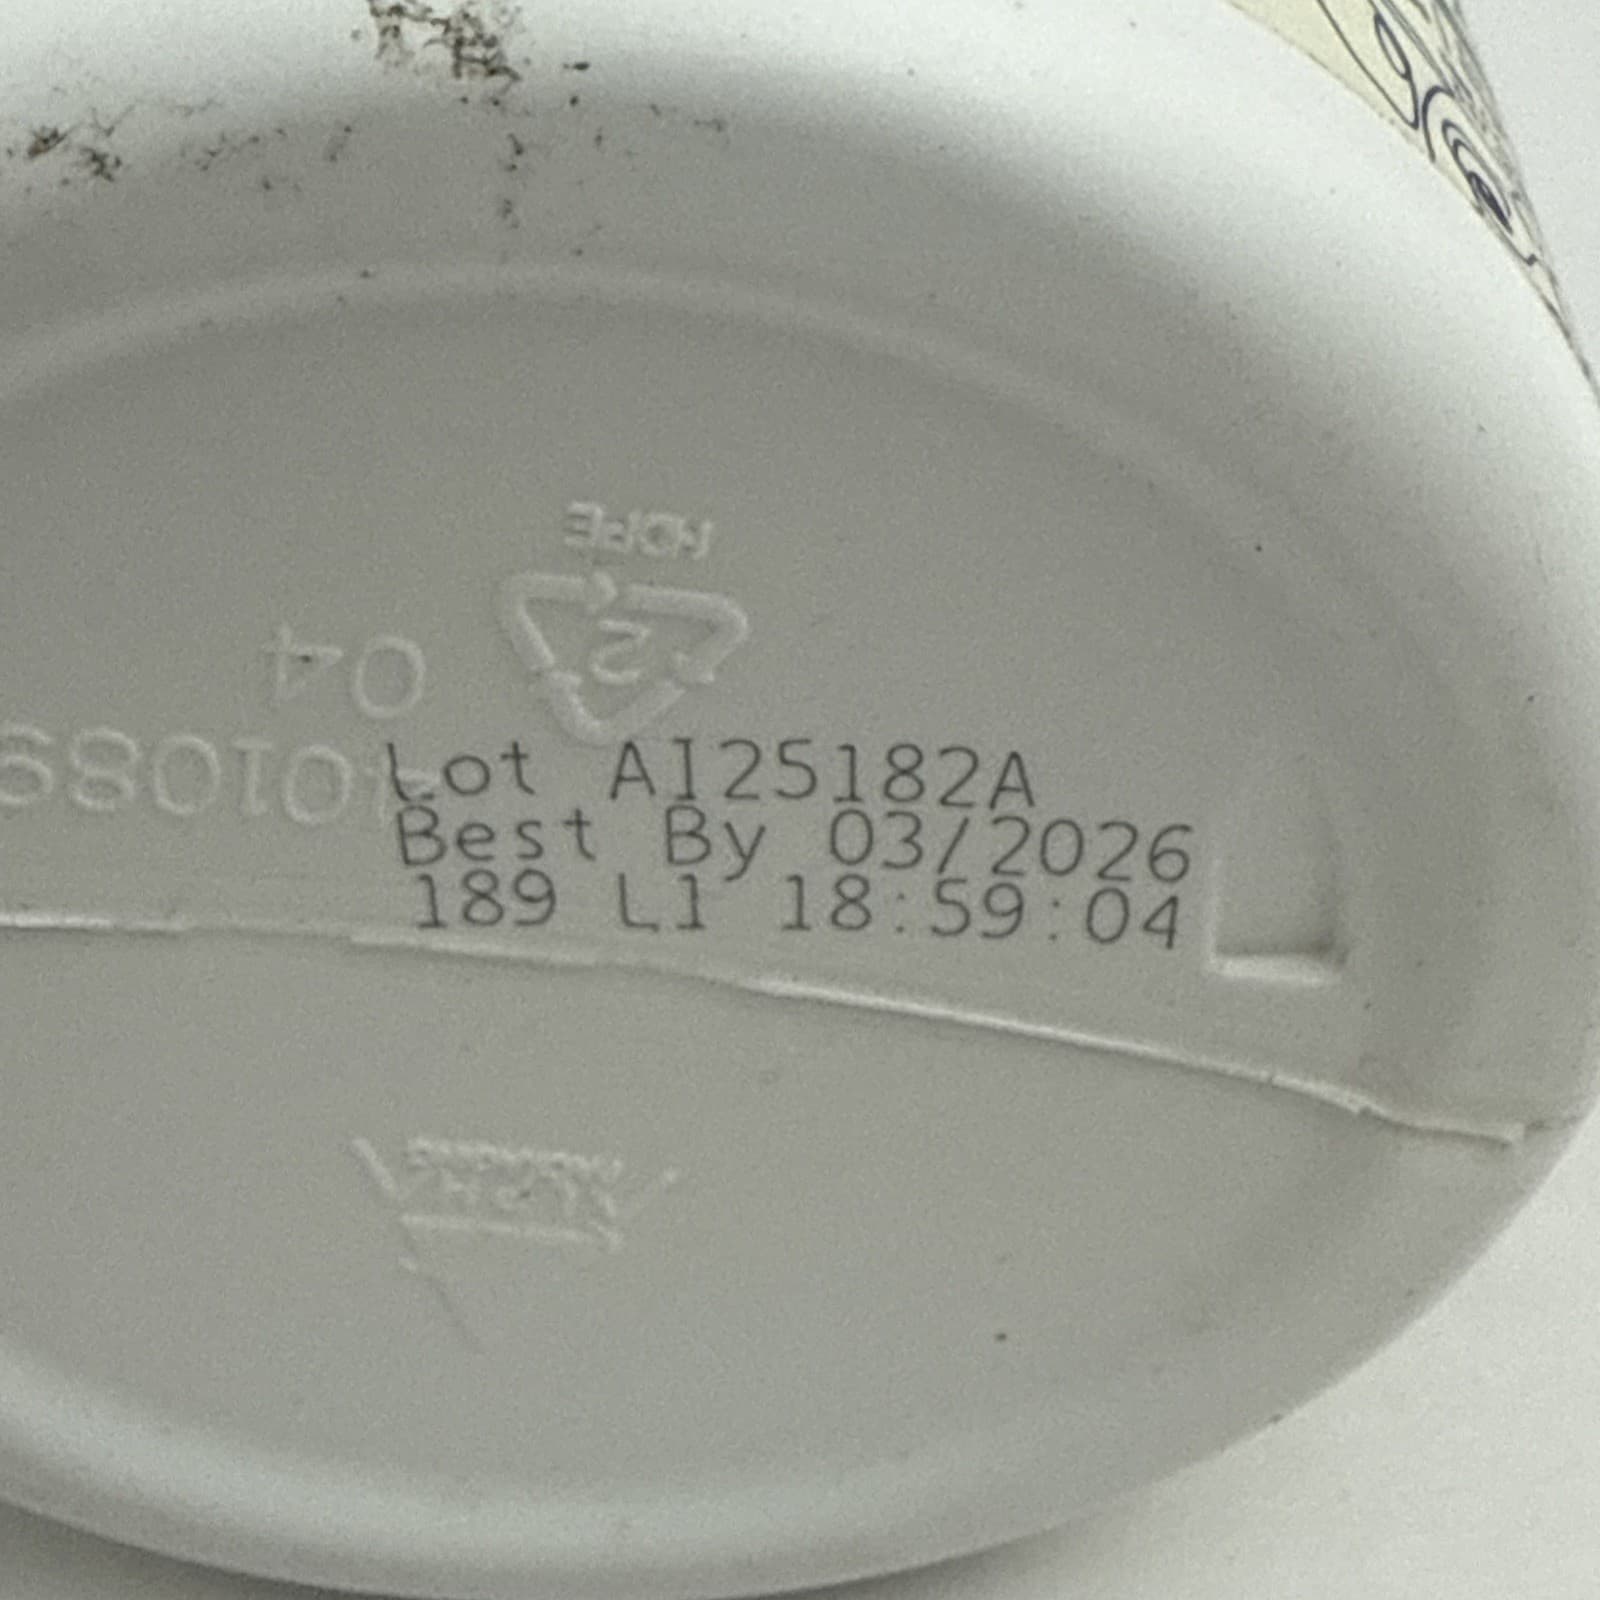 HDPE
2
04
Lot AI25182A
Best By 03/2026
189 L1 18:59:04